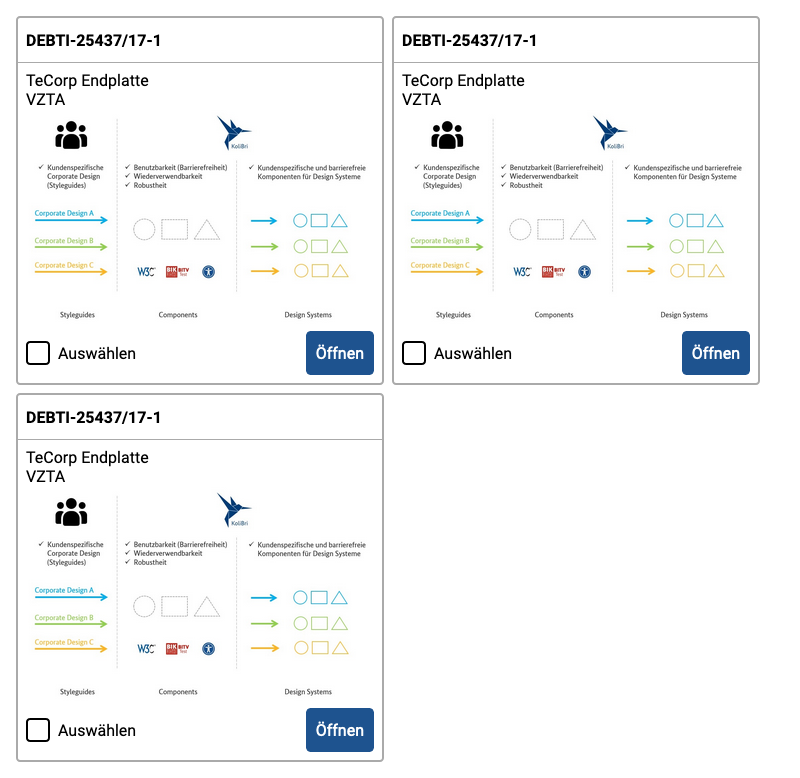 DEBTI-25437/17-1
TeCorp Endplatte
VZTA
KoliBri
✓ Kundenspezifische
Corporate Design
(Styleguides)
✓ Benutzbarkeit (Barrierefreiheit)
✓ Wiederverwendbarkeit
✓ Robustheit
✓ Kundenspezifische und barrierefreie
Komponenten für Design Systeme
Corporate Design A
Corporate Design B
Corporate Design C
W3C
BIK BITV
Test
Styleguides
Components
Design Systems
Auswählen
Öffnen
DEBTI-25437/17-1
TeCorp Endplatte
VZTA
KoliBri
✓ Kundenspezifische
Corporate Design
(Styleguides)
✓ Benutzbarkeit (Barrierefreiheit)
✓ Wiederverwendbarkeit
✓ Robustheit
✓ Kundenspezifische und barrierefreie
Komponenten für Design Systeme
Corporate Design A
Corporate Design B
Corporate Design C
W3C
BIK BITV
Test
Styleguides
Components
Design Systems
Auswählen
Öffnen
DEBTI-25437/17-1
TeCorp Endplatte
VZTA
KoliBri
✓ Kundenspezifische
Corporate Design
(Styleguides)
✓ Benutzbarkeit (Barrierefreiheit)
✓ Wiederverwendbarkeit
✓ Robustheit
✓ Kundenspezifische und barrierefreie
Komponenten für Design Systeme
Corporate Design A
Corporate Design B
Corporate Design C
W3C
BIK BITV
Test
Styleguides
Components
Design Systems
Auswählen
Öffnen